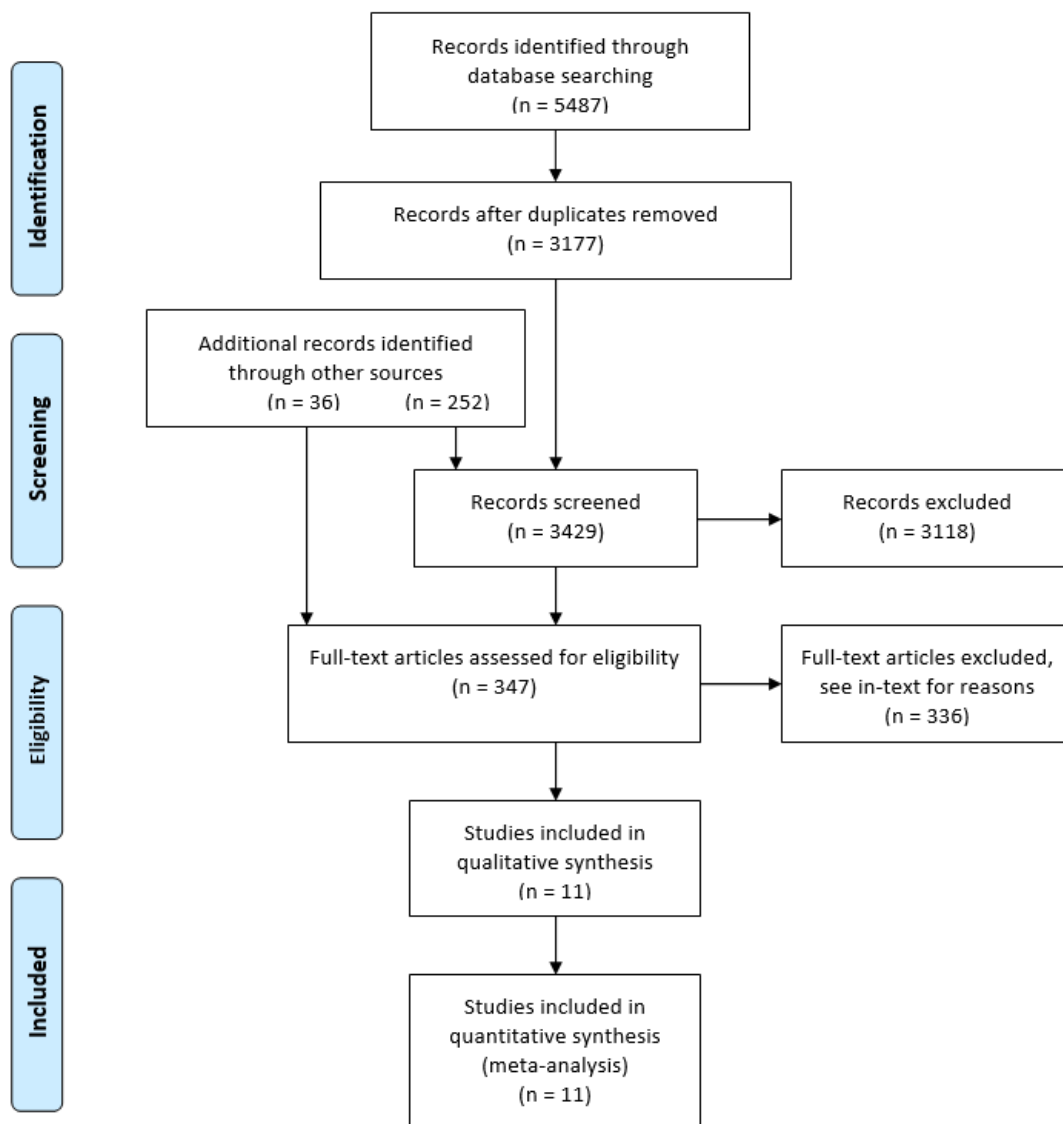 Identification
Records identified through
database searching
(n = 5487)
Records after duplicates removed
(n = 3177)
Screening
Additional records identified
through other sources
(n = 36) (n = 252)
Records screened
(n = 3429)
Records excluded
(n = 3118)
Eligibility
Full-text articles assessed for eligibility
(n = 347)
Full-text articles excluded,
see in-text for reasons
(n = 336)
Included
Studies included in
qualitative synthesis
(n = 11)
Studies included in
quantitative synthesis
(meta-analysis)
(n = 11)